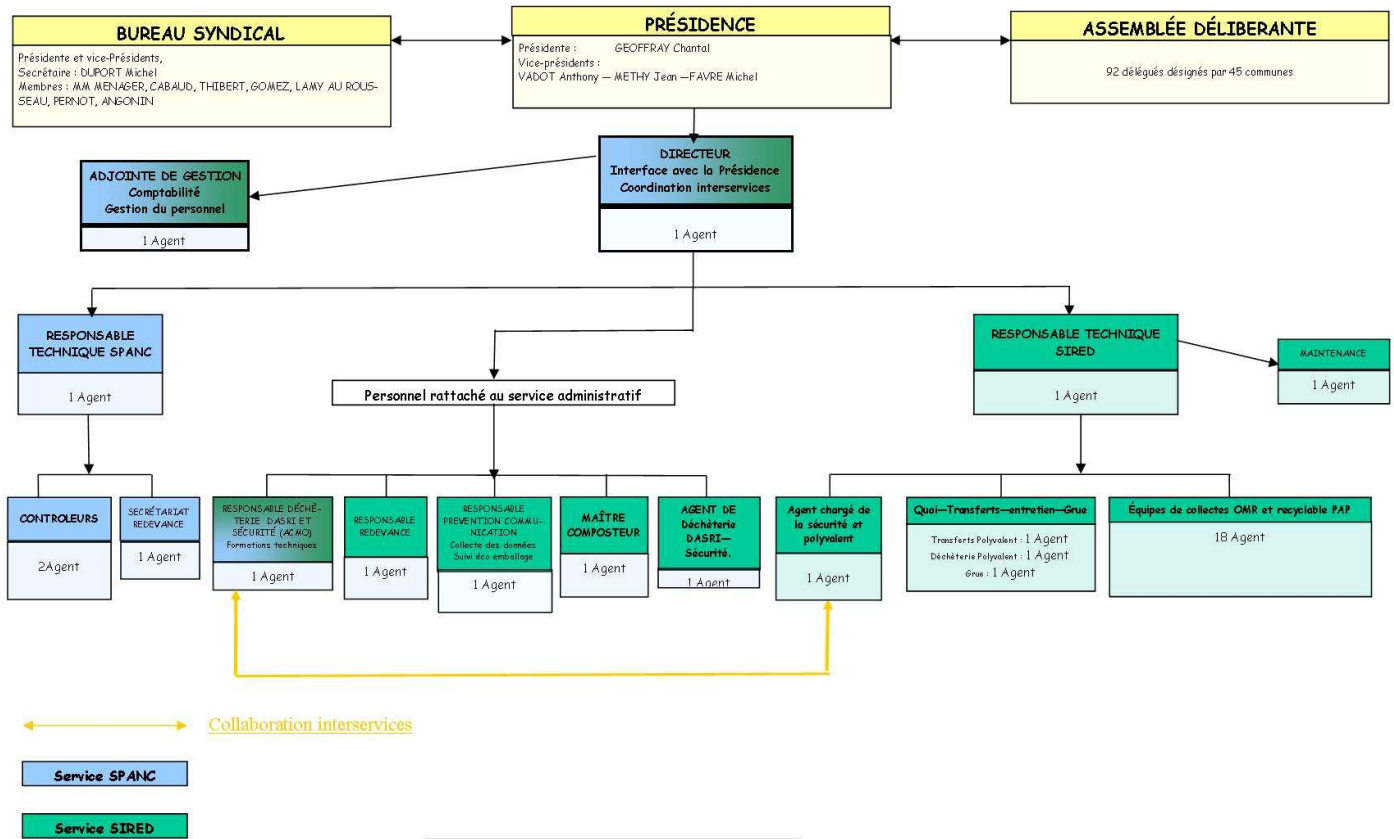 BUREAU SYNDICAL
Présidente et vice-Présidents,
Secrétaire : DUPORT Michel
Membres : MM MENAGER, CABAUD, THIBERT, GOMEZ, LAMY AU ROUS-
SEAU, PERNOT, ANGONIN
PRÉSIDENCE
Présidente : GEOFFRAY Chantal
Vice-présidents :
VADOT Anthony — METHY Jean —FAVRE Michel
ASSEMBLÉE DÉLIBERANTE
92 délégués désignés par 45 communes
ADJOINTE DE GESTION
Comptabilité
Gestion du personnel
1 Agent
DIRECTEUR
Interface avec la Présidence
Coordination interservices
1 Agent
RESPONSABLE
TECHNIQUE SPANC
1 Agent
Personnel rattaché au service administratif
RESPONSABLE TECHNIQUE
SIRED
1 Agent
MAINTENANCE
1 Agent
CONTROLEURS
2Agent
SECRÉTARIAT
REDEVANCE
1 Agent
RESPONSABLE DÉCHÉ-
TERIE DASRI ET
SÉCURITÉ (ACMO)
Formations techniques
1 Agent
RESPONSABLE
REDEVANCE
1 Agent
RESPONSABLE
PREVENTION COMMU-
NICATION
Collecte des données
Suivi éco emballage
1 Agent
MAÎTRE
COMPOSTEUR
1 Agent
AGENT DE
Déchèterie
DASRI—
Sécurité.
1 Agent
Agent chargé de
la sécurité et
polyvalent
1 Agent
Quai—Transferts—entretien—Grue
Transferts Polyvalent : 1 Agent
Déchèterie Polyvalent : 1 Agent
Grue : 1 Agent
Équipes de collectes OMR et recyclable PAP
18 Agent
Collaboration interservices
Service SPANC
Service SIRED